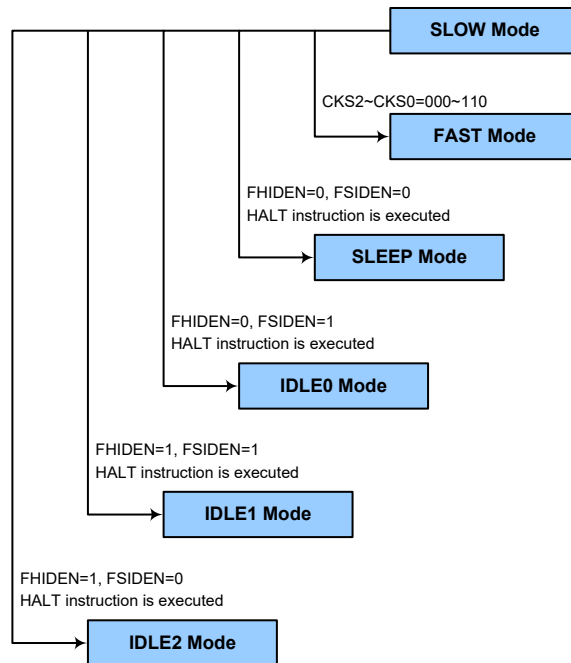 SLOW Mode
CKS2~CKS0=000~110
FAST Mode
FHIDEN=0, FSIDEN=0
HALT instruction is executed
SLEEP Mode
FHIDEN=0, FSIDEN=1
HALT instruction is executed
IDLE0 Mode
FHIDEN=1, FSIDEN=1
HALT instruction is executed
IDLE1 Mode
FHIDEN=1, FSIDEN=0
HALT instruction is executed
IDLE2 Mode